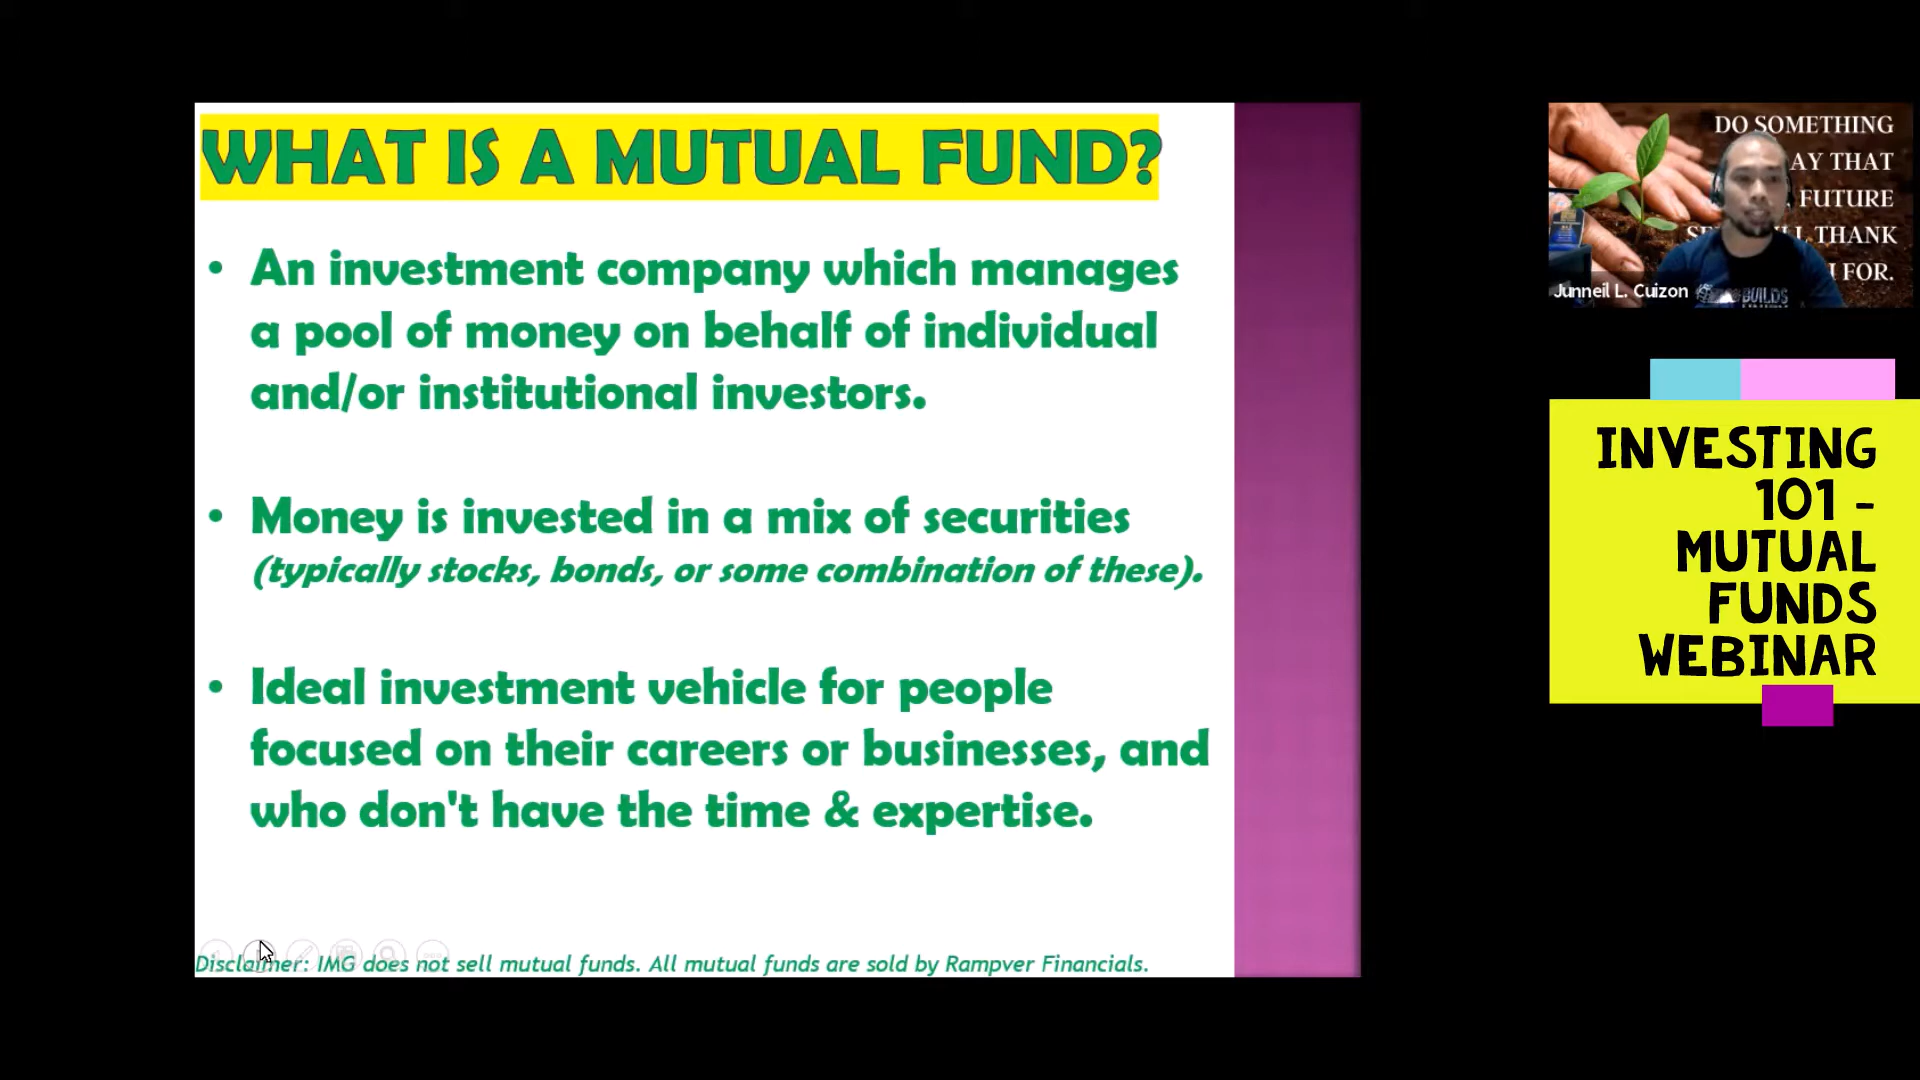 WHAT IS A MUTUAL FUND?
• An investment company which manages
a pool of money on behalf of individual
and/or institutional investors.
• Money is invested in a mix of securities
(typically stocks, bonds, or some combination of these).
• Ideal investment vehicle for people
focused on their careers or businesses, and
who don't have the time & expertise.
Disclaimer: IMG does not sell mutual funds. All mutual funds are sold by Rampver Financials.
DO SOMETHING
THAT
FUTURE
THANK
FOR.
Junneil L. Cuizon
BUILDS
INVESTING
101 -
MUTUAL
FUNDS
WEBINAR